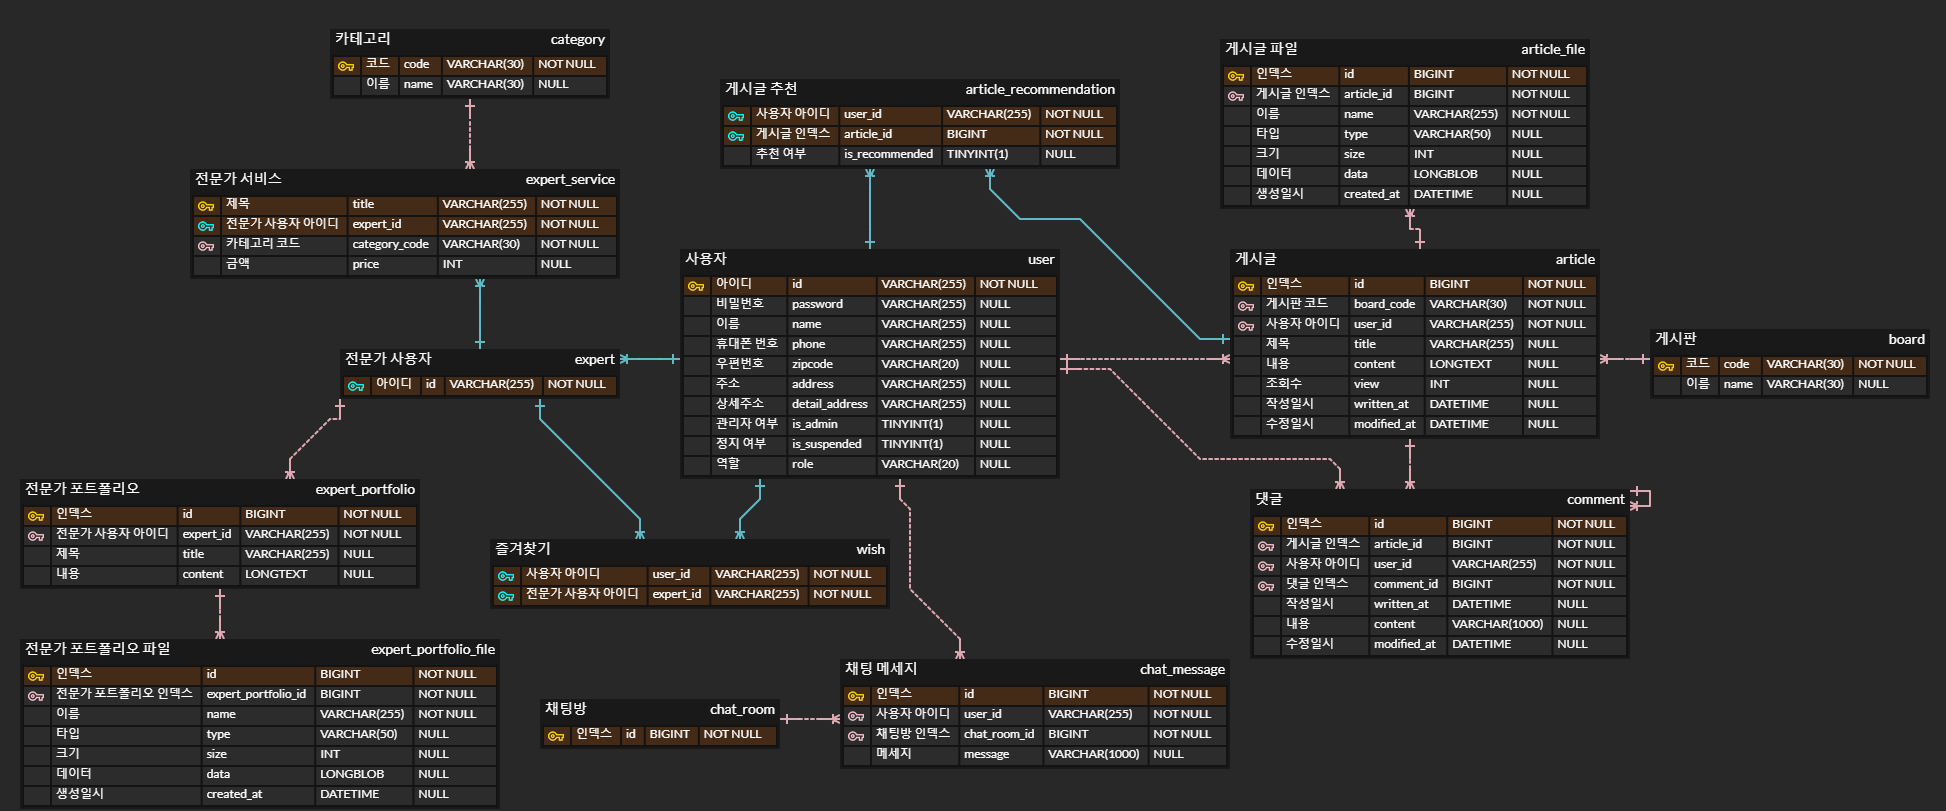 카테고리 category
코드 code VARCHAR(30) NOT NULL
이름 name VARCHAR(30) NULL
전문가 서비스 expert_service
제목 title VARCHAR(255) NOT NULL
전문가 사용자 아이디 expert_id VARCHAR(255) NOT NULL
카테고리 코드 category_code VARCHAR(30) NOT NULL
금액 price INT NULL
전문가 사용자 expert
아이디 id VARCHAR(255) NOT NULL
전문가 포트폴리오 expert_portfolio
인덱스 id BIGINT NOT NULL
전문가 사용자 아이디 expert_id VARCHAR(255) NOT NULL
제목 title VARCHAR(255) NULL
내용 content LONGTEXT NULL
전문가 포트폴리오 파일 expert_portfolio_file
인덱스 id BIGINT NOT NULL
전문가 포트폴리오 인덱스 expert_portfolio_id BIGINT NOT NULL
이름 name VARCHAR(255) NOT NULL
타입 type VARCHAR(50) NULL
크기 size INT NULL
데이터 data LONGBLOB NULL
생성일시 created_at DATETIME NULL
게시글 추천 article_recommendation
사용자 아이디 user_id VARCHAR(255) NOT NULL
게시글 인덱스 article_id BIGINT NOT NULL
추천 여부 is_recommended TINYINT(1) NULL
사용자 user
아이디 id VARCHAR(255) NOT NULL
비밀번호 password VARCHAR(255) NULL
이름 name VARCHAR(255) NULL
휴대폰 번호 phone VARCHAR(255) NULL
우편번호 zipcode VARCHAR(20) NULL
주소 address VARCHAR(255) NULL
상세주소 detail_address VARCHAR(255) NULL
관리자 여부 is_admin TINYINT(1) NULL
정지 여부 is_suspended TINYINT(1) NULL
역할 role VARCHAR(20) NULL
즐겨찾기 wish
사용자 아이디 user_id VARCHAR(255) NOT NULL
전문가 사용자 아이디 expert_id VARCHAR(255) NOT NULL
채팅방 chat_room
인덱스 id BIGINT NOT NULL
채팅 메세지 chat_message
인덱스 id BIGINT NOT NULL
사용자 아이디 user_id VARCHAR(255) NOT NULL
채팅방 인덱스 chat_room_id BIGINT NOT NULL
메세지 message VARCHAR(1000) NULL
게시글 파일 article_file
인덱스 id BIGINT NOT NULL
게시글 인덱스 article_id BIGINT NOT NULL
이름 name VARCHAR(255) NOT NULL
타입 type VARCHAR(50) NULL
크기 size INT NULL
데이터 data LONGBLOB NULL
생성일시 created_at DATETIME NULL
게시글 article
인덱스 id BIGINT NOT NULL
게시판 코드 board_code VARCHAR(30) NOT NULL
사용자 아이디 user_id VARCHAR(255) NOT NULL
제목 title VARCHAR(255) NULL
내용 content LONGTEXT NULL
조회수 view INT NULL
작성일시 written_at DATETIME NULL
수정일시 modified_at DATETIME NULL
게시판 board
코드 code VARCHAR(30) NOT NULL
이름 name VARCHAR(30) NULL
댓글 comment
인덱스 id BIGINT NOT NULL
게시글 인덱스 article_id BIGINT NOT NULL
사용자 아이디 user_id VARCHAR(255) NOT NULL
댓글 인덱스 comment_id BIGINT NOT NULL
작성일시 written_at DATETIME NULL
내용 content VARCHAR(1000) NULL
수정일시 modified_at DATETIME NULL